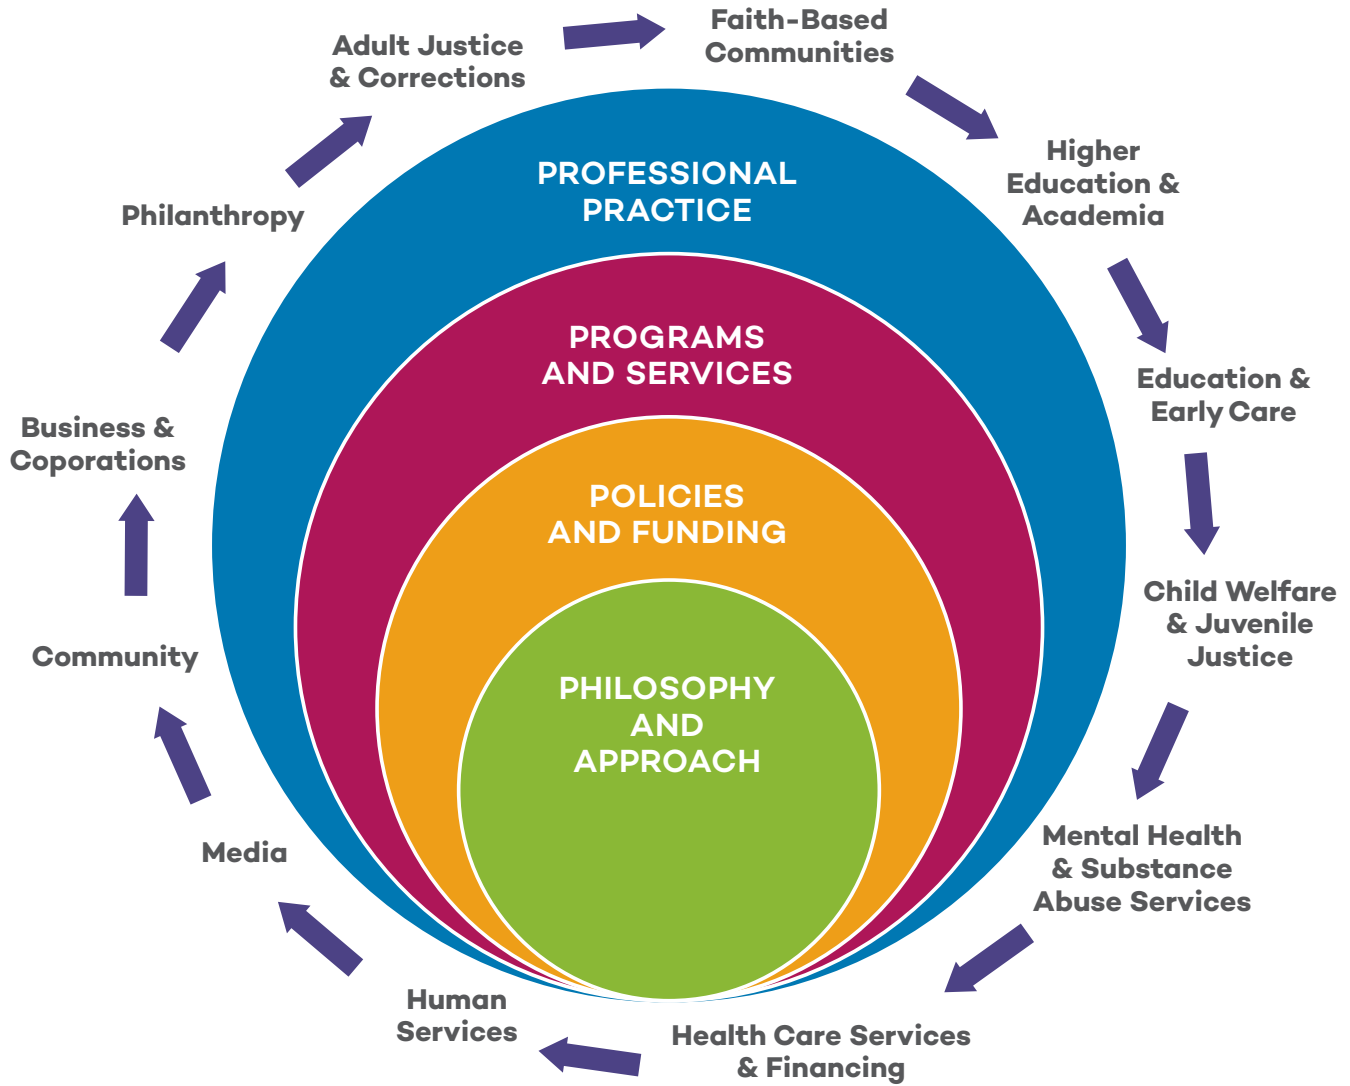 Faith-Based
Communities
Adult Justice
& Corrections
Higher
Education &
Academia
PROFESSIONAL
PRACTICE
Philanthropy
PROGRAMS
AND SERVICES
Education &
Early Care
Business &
Coporations
POLICIES
AND FUNDING
Child Welfare
& Juvenile
Justice
Community
PHILOSOPHY
AND
APPROACH
Mental Health
& Substance
Abuse Services
Media
Human
Services
Health Care Services
& Financing